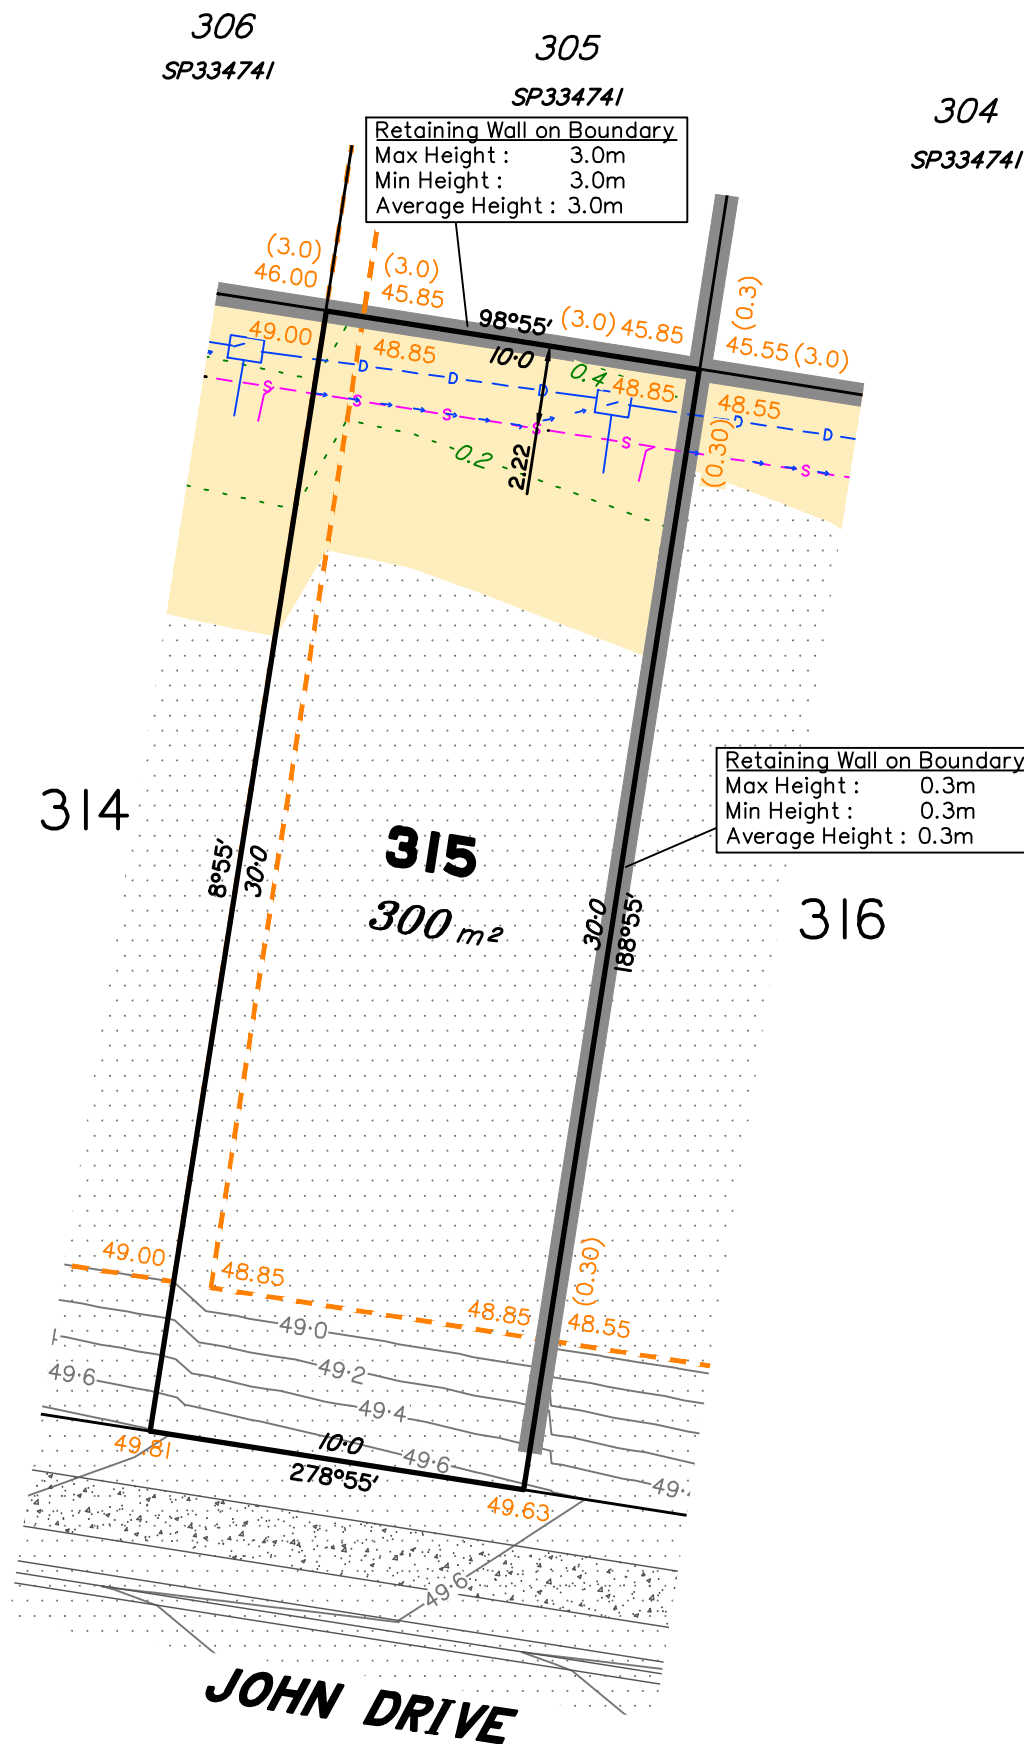 306
SP334741
305
SP334741
304
SP334741
Retaining Wall on Boundary
Max Height : 3.0m
Min Height : 3.0m
Average Height : 3.0m
(3.0)
46.00
(3.0)
45.85
98°55'
(3.0) 45.85
(0.3)
45.55 (3.0)
49.00
48.85
10·0
0.4
48.85
48.55
D
D
D
D
D
S
S
S
S
S
-0.2
2.22
(0.30)
Retaining Wall on Boundary
Max Height : 0.3m
Min Height : 0.3m
Average Height : 0.3m
314
8°55'
30·0
315
300 m²
30·0
188°55'
316
49.00
48.85
48.85
(0.30)
48.55
49·0
49·2
49·6
49·4
49·6
49.81
10·0
278°55'
49.63
49·6
JOHN DRIVE